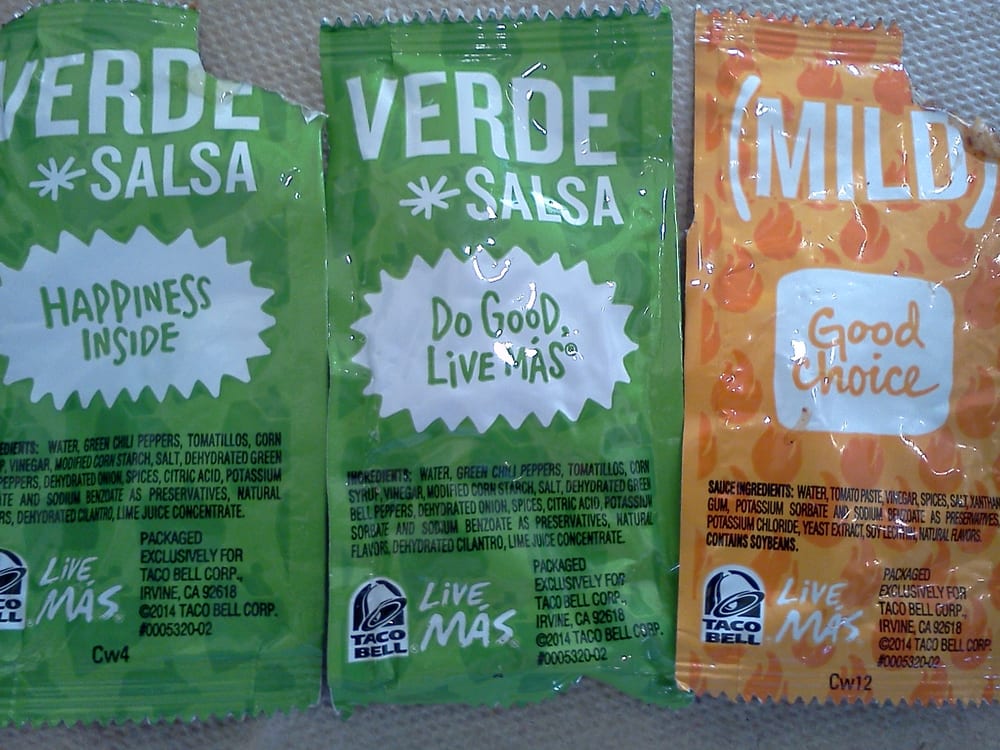 VERDE
*SALSA
HAPPINESS
INSIDE
WATER, GREEN CHILI PEPPERS, TOMATILLOS, CORN
VINEGAR, MODIFIED CORN STARCH, SALT, DEHYDRATED GREEN
PEPPERS, DEHYDRATED ONION, SPICES, CITRIC ACID, POTASSIUM
AND SODIUM BENZOATE AS PRESERVATIVES, NATURAL
DEHYDRATED CILANTRO, LIME JUICE CONCENTRATE.
BELL
LIVE
MÁS
PACKAGED
EXCLUSIVELY FOR
TACO BELL CORP.,
IRVINE, CA 92618
©2014 TACO BELL CORP.
#0005320-02
Cw4
VERDE
*SALSA
Do GooD,
LiVE MÁS®
INGREDIENTS: WATER, GREEN CHILI PEPPERS, TOMATILLOS, CORN
SYRUP, VINEGAR, MODIFIED CORN STARCH, SALT, DEHYDRATED GREEN
BELL PEPPERS, DEHYDRATED ONION, SPICES, CITRIC ACID, POTASSIUM
SORBATE AND SODIUM BENZOATE AS PRESERVATIVES, NATURAL
FLAVORS, DEHYDRATED CILANTRO, LIME JUICE CONCENTRATE.
TACO
BELL
LIVE
MÁS
PACKAGED
EXCLUSIVELY FOR
TACO BELL CORP.,
IRVINE, CA 92618
©2014 TACO BELL CORP.
#0005320-02
(MILD)
Good
choice
SAUCE INGREDIENTS: WATER, TOMATO PASTE, VINEGAR, SPICES, SALT, XANTHAN
GUM, POTASSIUM SORBATE AND SODIUM BENZOATE AS PRESERVATIVES,
POTASSIUM CHLORIDE, YEAST EXTRACT, SOY LECITHIN, NATURAL FLAVORS.
CONTAINS SOYBEANS.
TACO
BELL
LIVE
MÁS
PACKAGED
EXCLUSIVELY FOR
TACO BELL CORP.,
IRVINE, CA 92618
©2014 TACO BELL CORP.
#0005320-02
Cw12